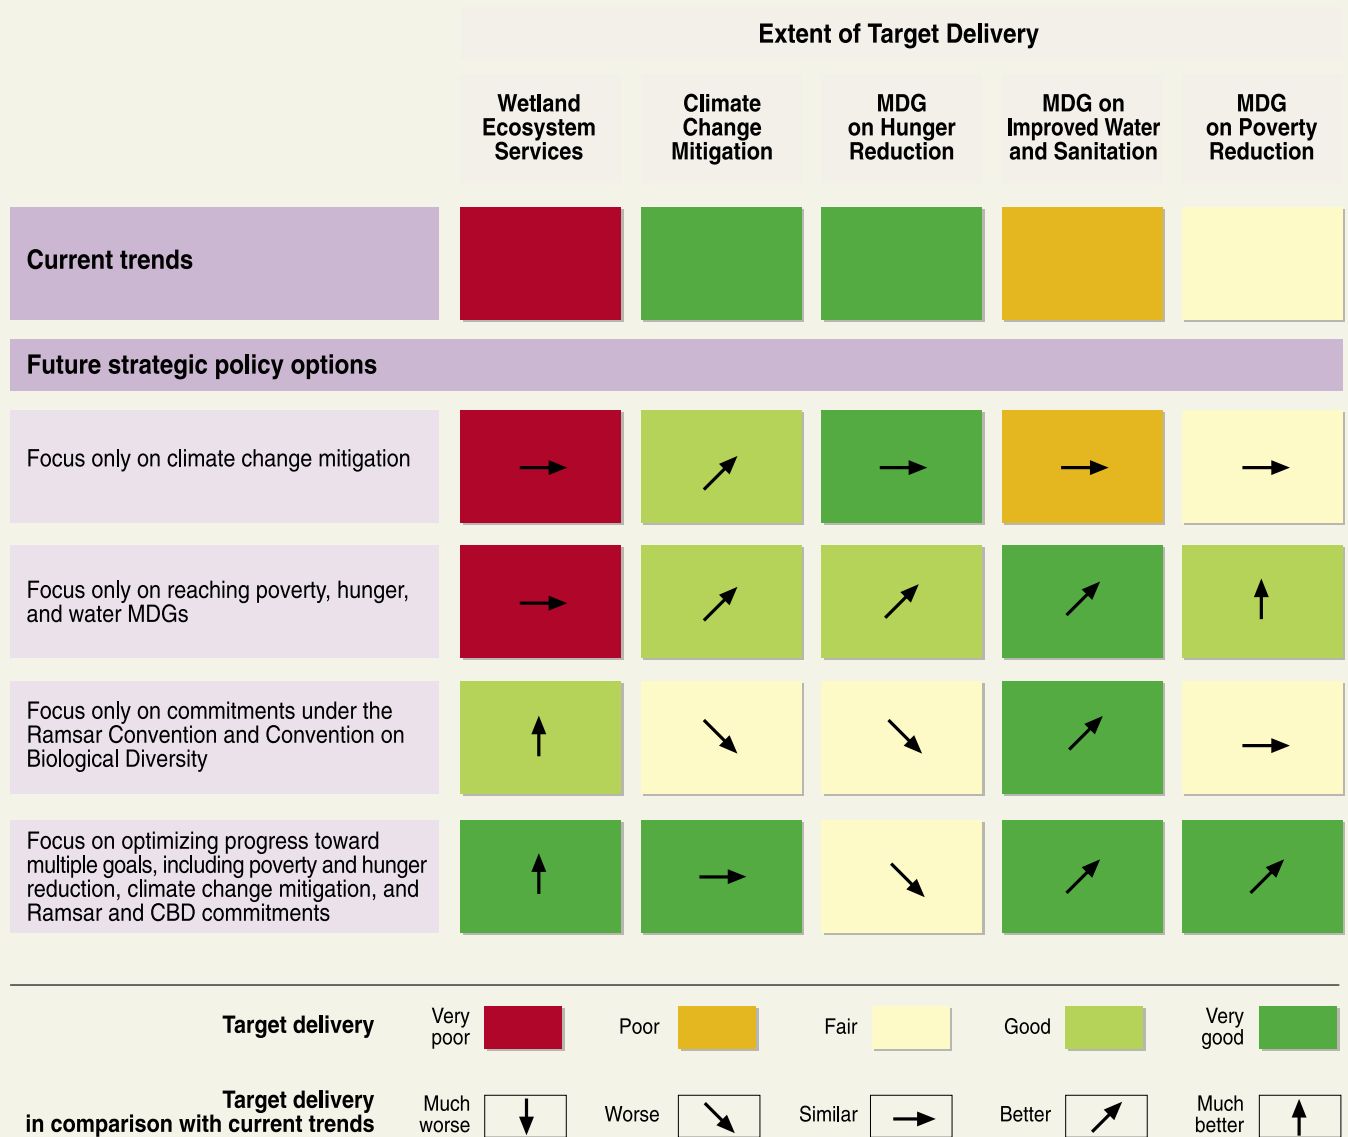 Extent of Target Delivery
Wetland
Ecosystem
Services
Climate
Change
Mitigation
MDG
on Hunger
Reduction
MDG on
Improved Water
and Sanitation
MDG
on Poverty
Reduction
Current trends
Future strategic policy options
Focus only on climate change mitigation
Focus only on reaching poverty, hunger,
and water MDGs
Focus only on commitments under the
Ramsar Convention and Convention on
Biological Diversity
Focus on optimizing progress toward
multiple goals, including poverty and hunger
reduction, climate change mitigation, and
Ramsar and CBD commitments
Target delivery
Very
poor
Poor
Fair
Good
Very
good
Target delivery
in comparison with current trends
Much
worse
Worse
Similar
Better
Much
better